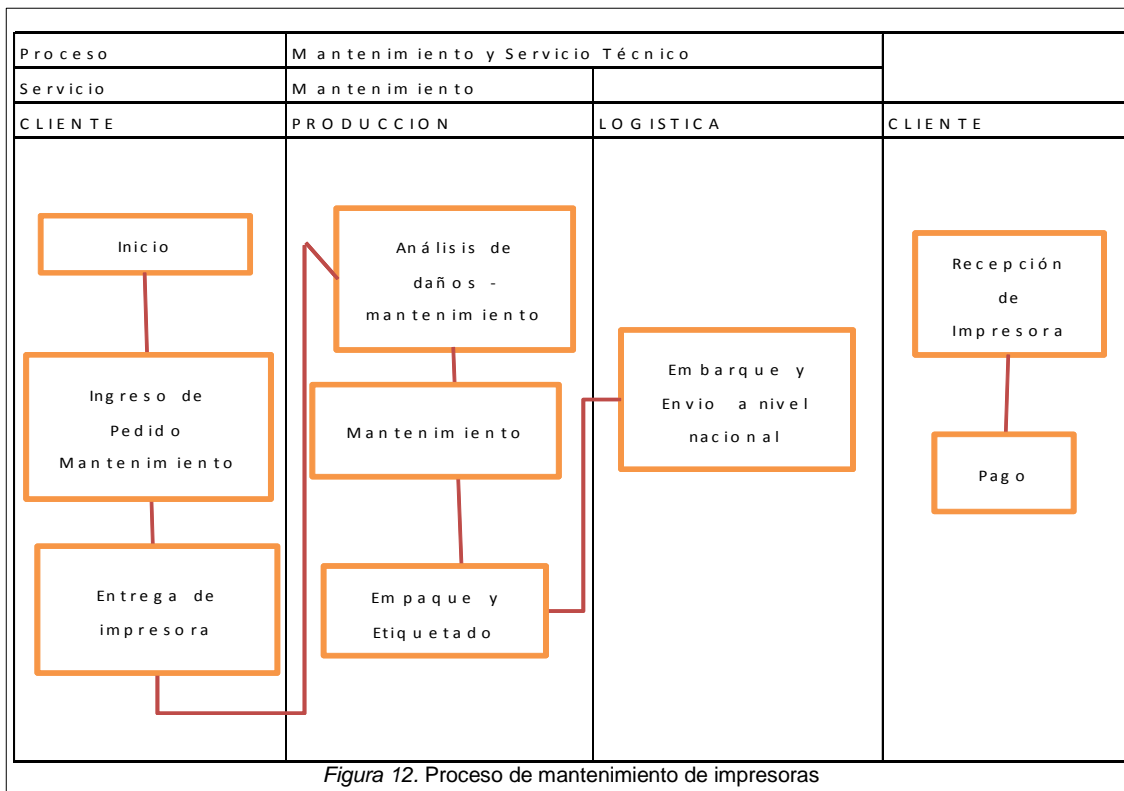 Proceso
Mantenimiento y Servicio Técnico
Servicio
Mantenimiento
CLIENTE
PRODUCCION
LOGISTICA
CLIENTE
Inicio
Ingreso de
Pedido
Mantenimiento
Entrega de
impresora
Análisis de
daños -
mantenimiento
Mantenimiento
Empaque y
Etiquetado
Embarque y
Envio a nivel
nacional
Recepción
de
Impresora
Pago
Figura 12. Proceso de mantenimiento de impresoras